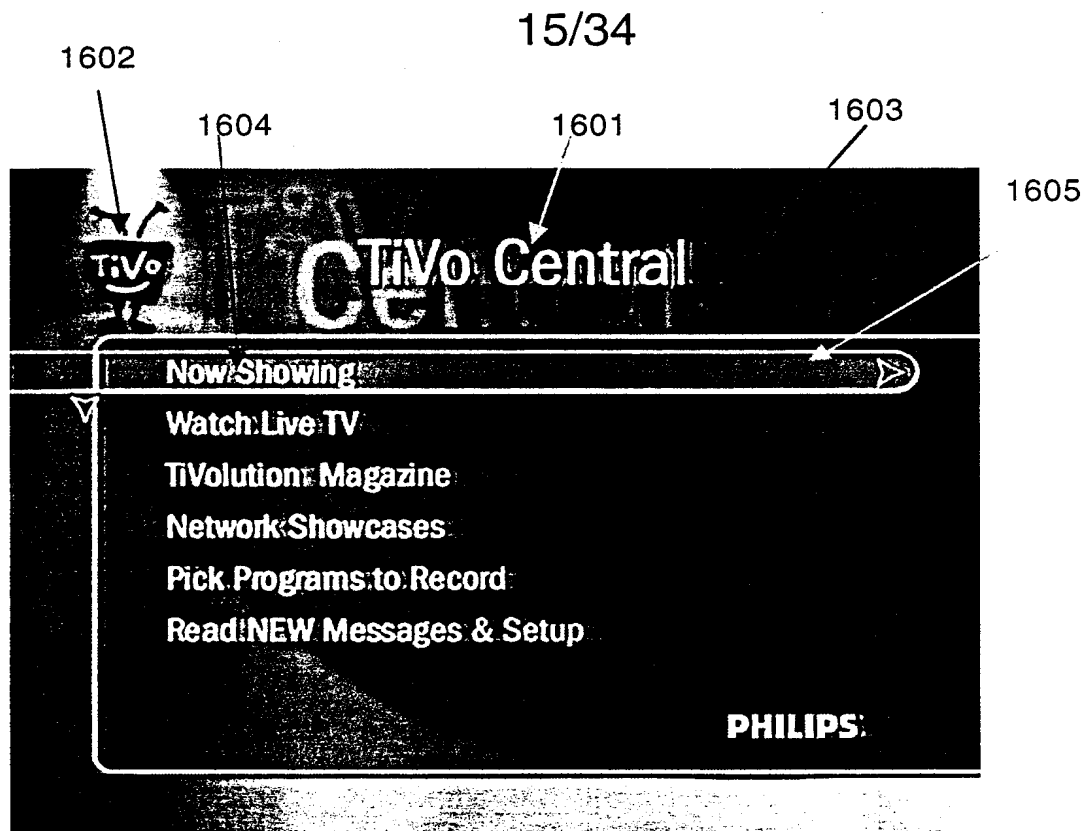 15/34
1602
1604
1601
1603
1605
TiVo
TiVo Central
Now Showing
Watch Live TV
TiVolution Magazine
Network Showcases
Pick Programs to Record
Read NEW Messages & Setup
PHILIPS